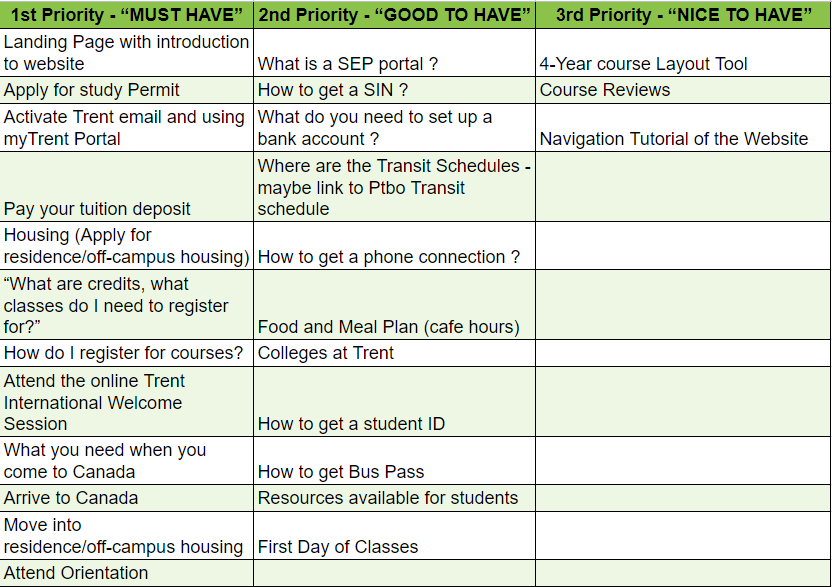 1st Priority - “MUST HAVE” 2nd Priority - “GOOD TO HAVE” 3rd Priority - “NICE TO HAVE”
Landing Page with introduction
to website
What is a SEP portal ?
4-Year course Layout Tool
Apply for study Permit
How to get a SIN ?
Course Reviews
Activate Trent email and using
myTrent Portal
What do you need to set up a
bank account ?
Navigation Tutorial of the Website
Pay your tuition deposit
Where are the Transit Schedules -
maybe link to Ptbo Transit
schedule
Housing (Apply for
residence/off-campus housing)
How to get a phone connection ?
“What are credits, what
classes do I need to register
for?”
Food and Meal Plan (cafe hours)
How do I register for courses?
Colleges at Trent
Attend the online Trent
International Welcome
Session
How to get a student ID
What you need when you
come to Canada
How to get Bus Pass
Arrive to Canada
Resources available for students
Move into
residence/off-campus housing
First Day of Classes
Attend Orientation